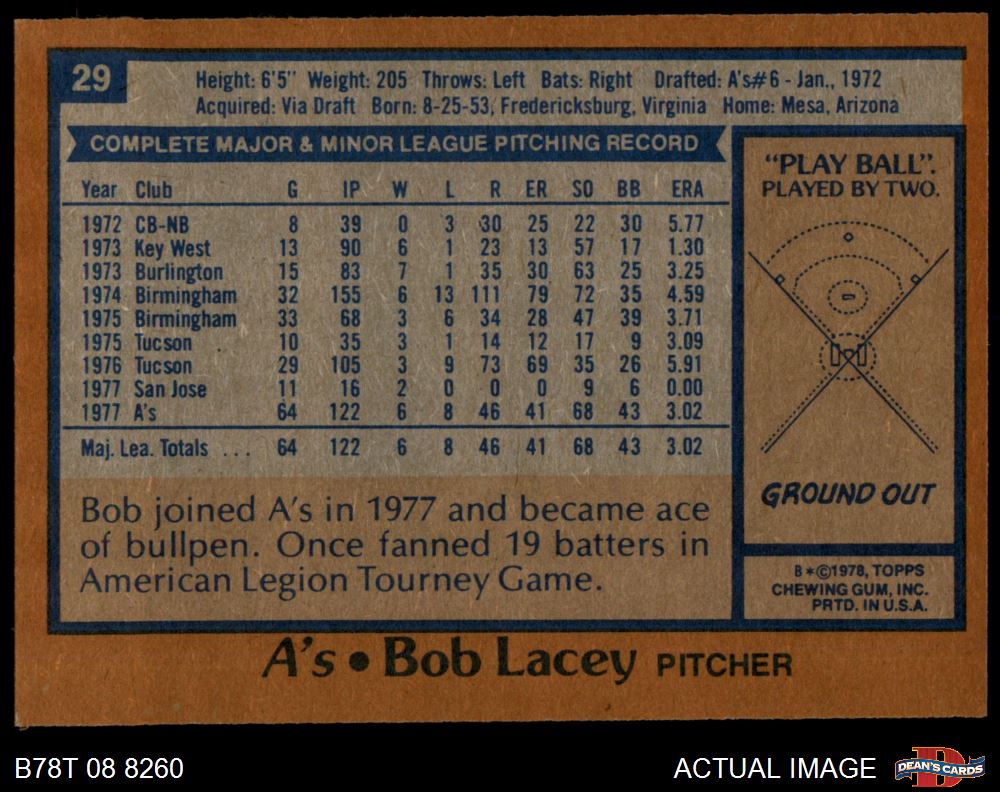 29
Height: 6'5" Weight: 205 Throws: Left Bats: Right Drafted: A's#6 - Jan., 1972
Acquired: Via Draft Born: 8-25-53, Fredericksburg, Virginia Home: Mesa, Arizona
COMPLETE MAJOR & MINOR LEAGUE PITCHING RECORD
Year Club G IP W L R ER SO BB ERA
1972 CB-NB 8 39 0 3 30 25 22 30 5.77
1973 Key West 13 90 6 1 23 13 57 17 1.30
1973 Burlington 15 83 7 1 35 30 63 25 3.25
1974 Birmingham 32 155 6 13 111 79 72 35 4.59
1975 Birmingham 33 68 3 6 34 28 47 39 3.71
1975 Tucson 10 35 3 1 14 12 17 9 3.09
1976 Tucson 29 105 3 9 73 69 35 26 5.91
1977 San Jose 11 16 2 0 0 0 9 6 0.00
1977 A's 64 122 6 8 46 41 68 43 3.02
Maj. Lea. Totals ... 64 122 6 8 46 41 68 43 3.02
Bob joined A's in 1977 and became ace
of bullpen. Once fanned 19 batters in
American Legion Tourney Game.
"PLAY BALL".
PLAYED BY TWO.
GROUND OUT
B*©1978, TOPPS
CHEWING GUM, INC.
PRTD. IN U.S.A.
A's • Bob Lacey PITCHER
B78T 08 8260
ACTUAL IMAGE
DEAN'S CARDS